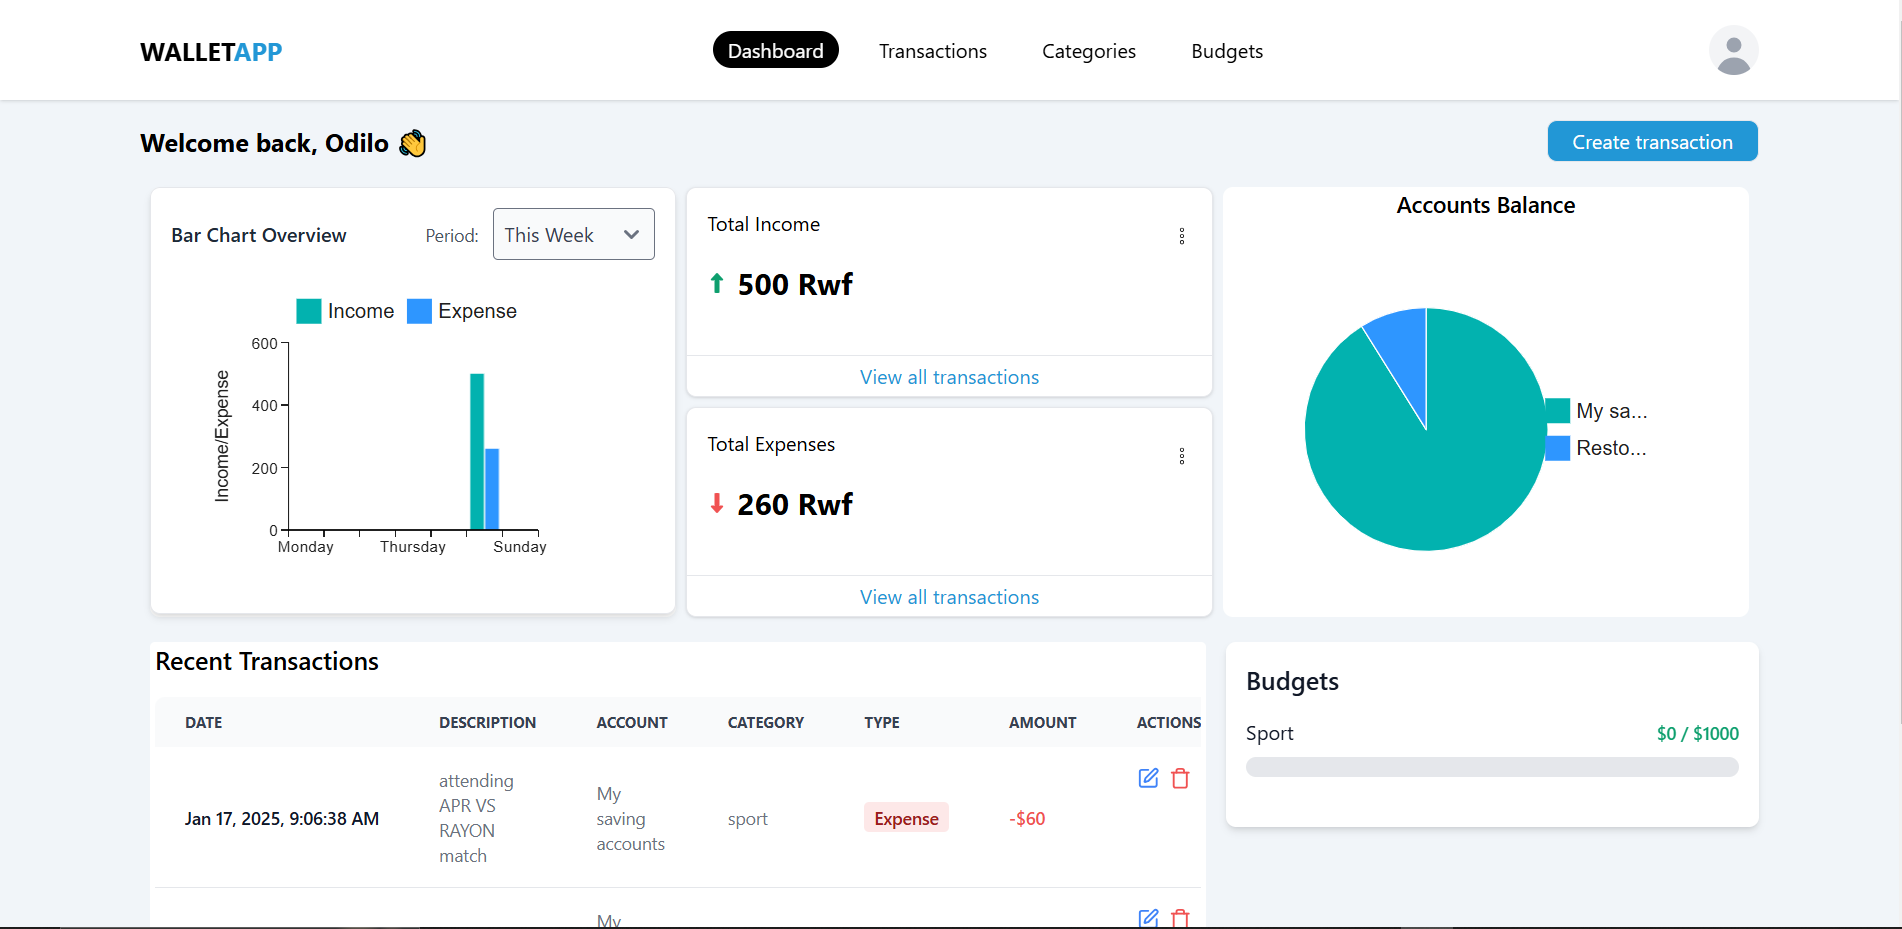 WALLETAPP
Dashboard
Transactions
Categories
Budgets
Welcome back, Odilo 👋
Create transaction
Bar Chart Overview
Period:
This Week
Income
Expense
Income/Expense
600
400
200
0
Monday
Thursday
Sunday
Total Income
500 Rwf
View all transactions
Total Expenses
260 Rwf
View all transactions
Accounts Balance
My sa...
Resto...
Recent Transactions
DATE DESCRIPTION ACCOUNT CATEGORY TYPE AMOUNT ACTIONS
Jan 17, 2025, 9:06:38 AM
attending
APR VS
RAYON
match
My
saving
accounts
sport
Expense
-$60
My
Budgets
Sport
$0 / $1000